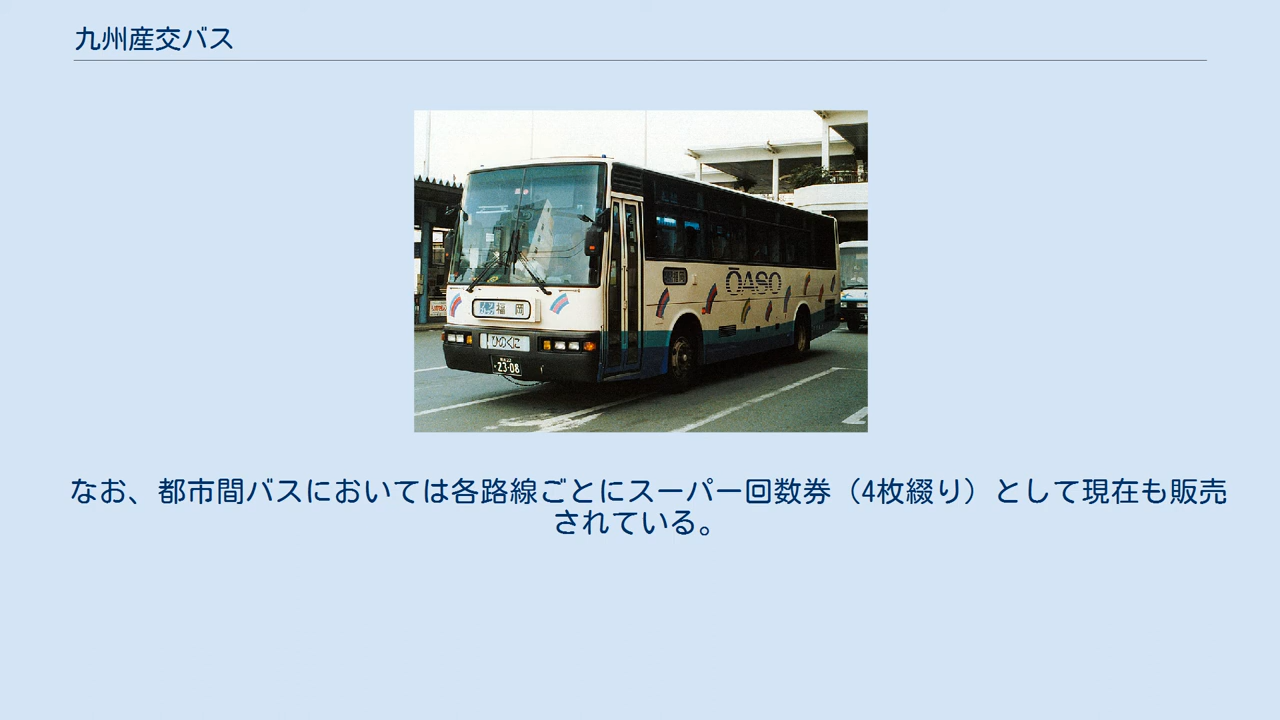 九州産交バス
ŌASO
福岡
ひのくに
23-08
なお、都市間バスにおいては各路線ごとにスーパー回数券（4枚綴り）として現在も販売
されている。